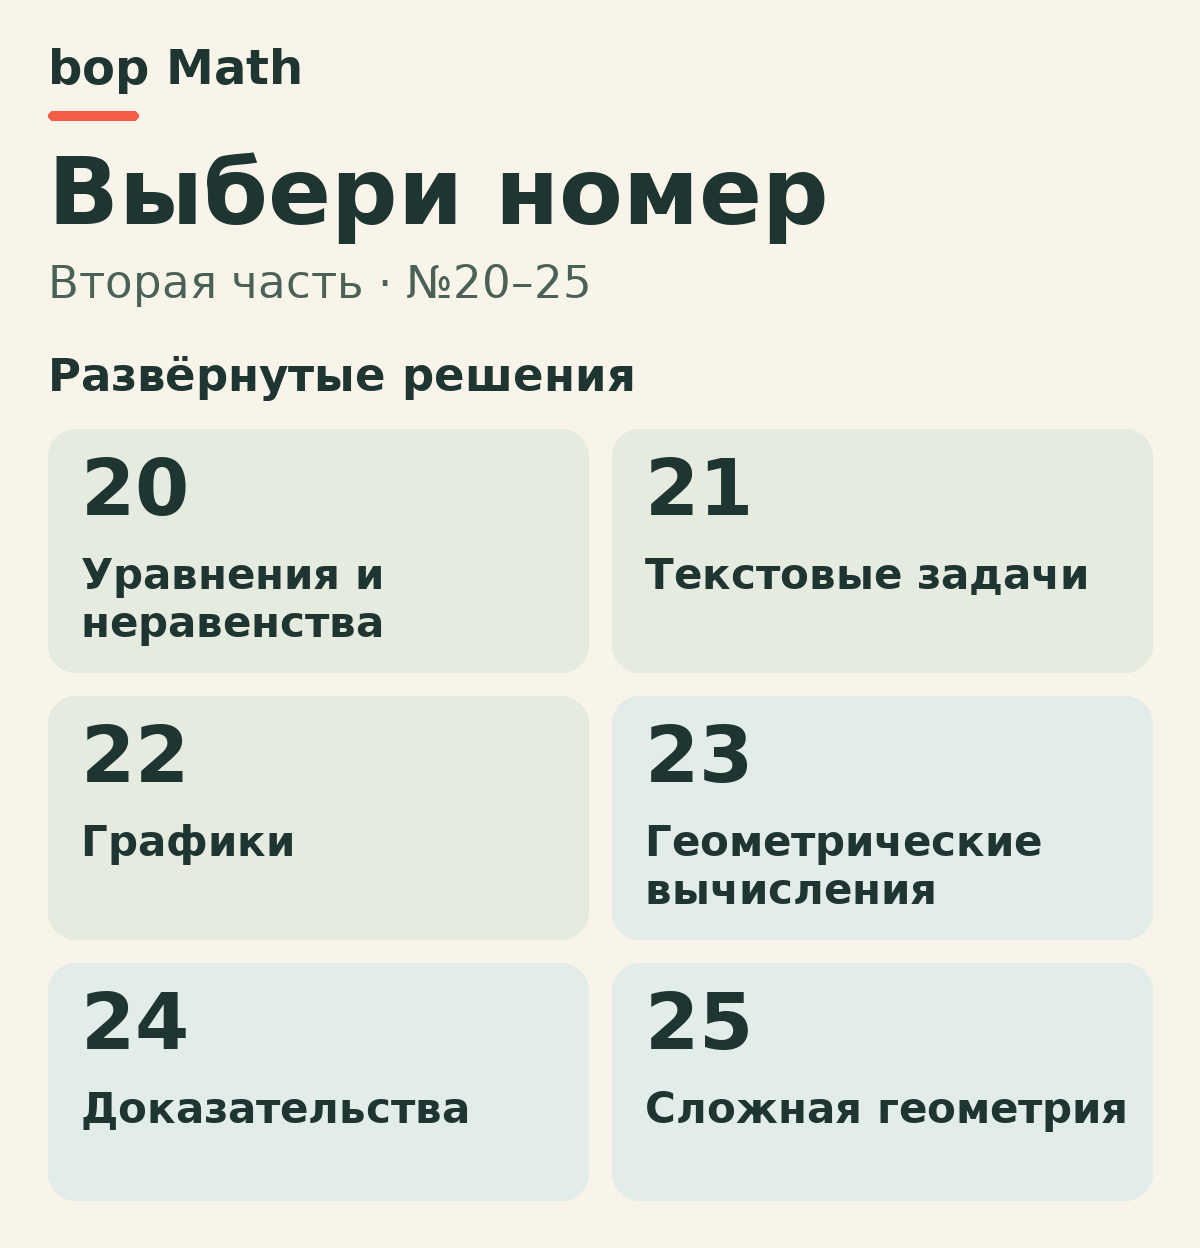 bop Math
Выбери номер
Вторая часть · №20–25
Развёрнутые решения
20
Уравнения и
неравенства
21
Текстовые задачи
22
Графики
23
Геометрические
вычисления
24
Доказательства
25
Сложная геометрия